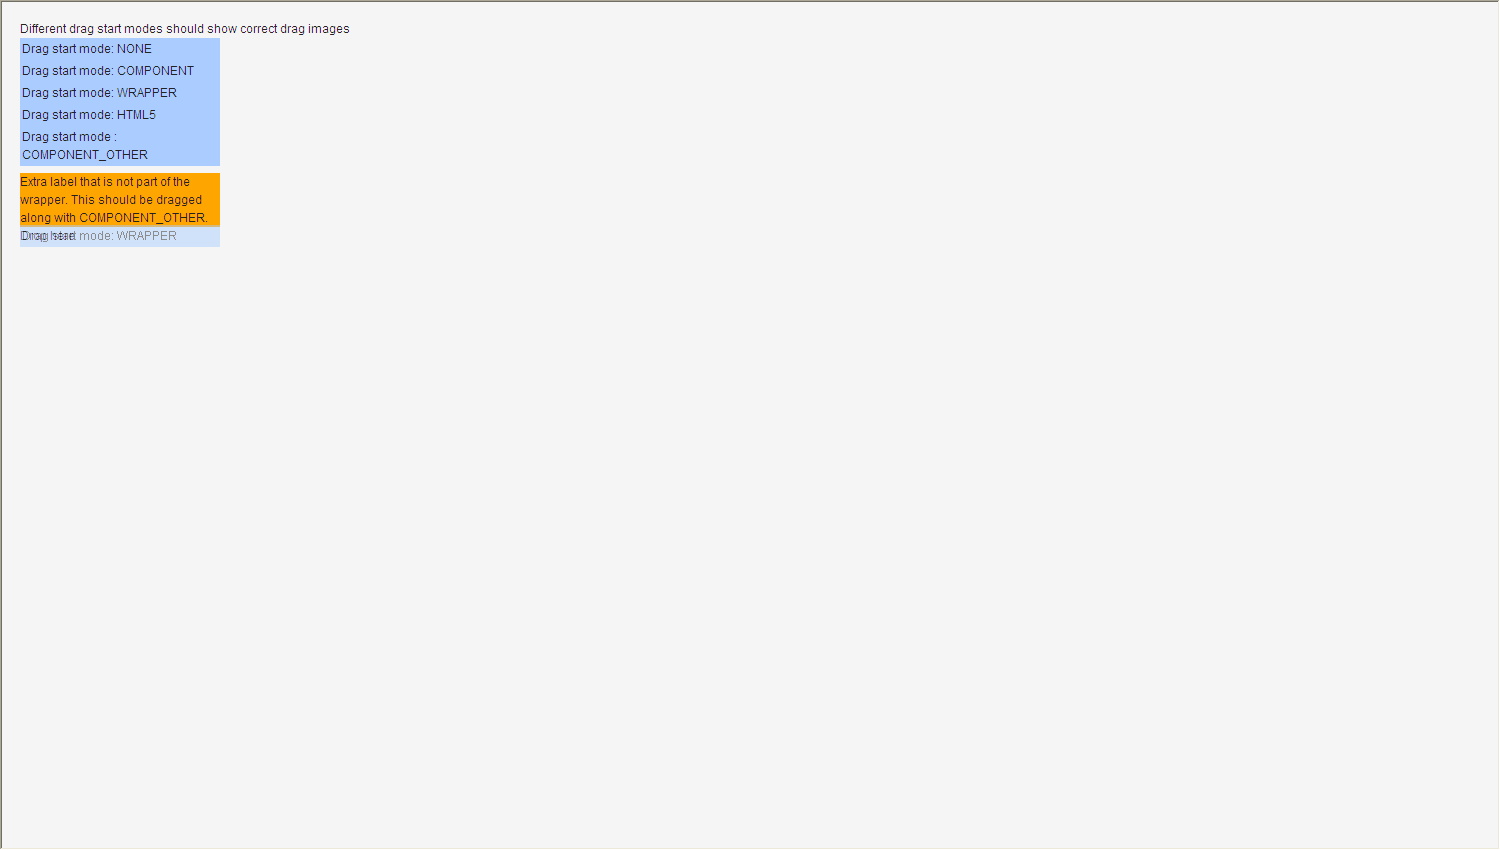 Different drag start modes should show correct drag images
Drag start mode: NONE
Drag start mode: COMPONENT
Drag start mode: WRAPPER
Drag start mode: HTML5
Drag start mode :
COMPONENT_OTHER
Extra label that is not part of the
wrapper. This should be dragged
along with COMPONENT_OTHER.
Drop here
Drag start mode: WRAPPER